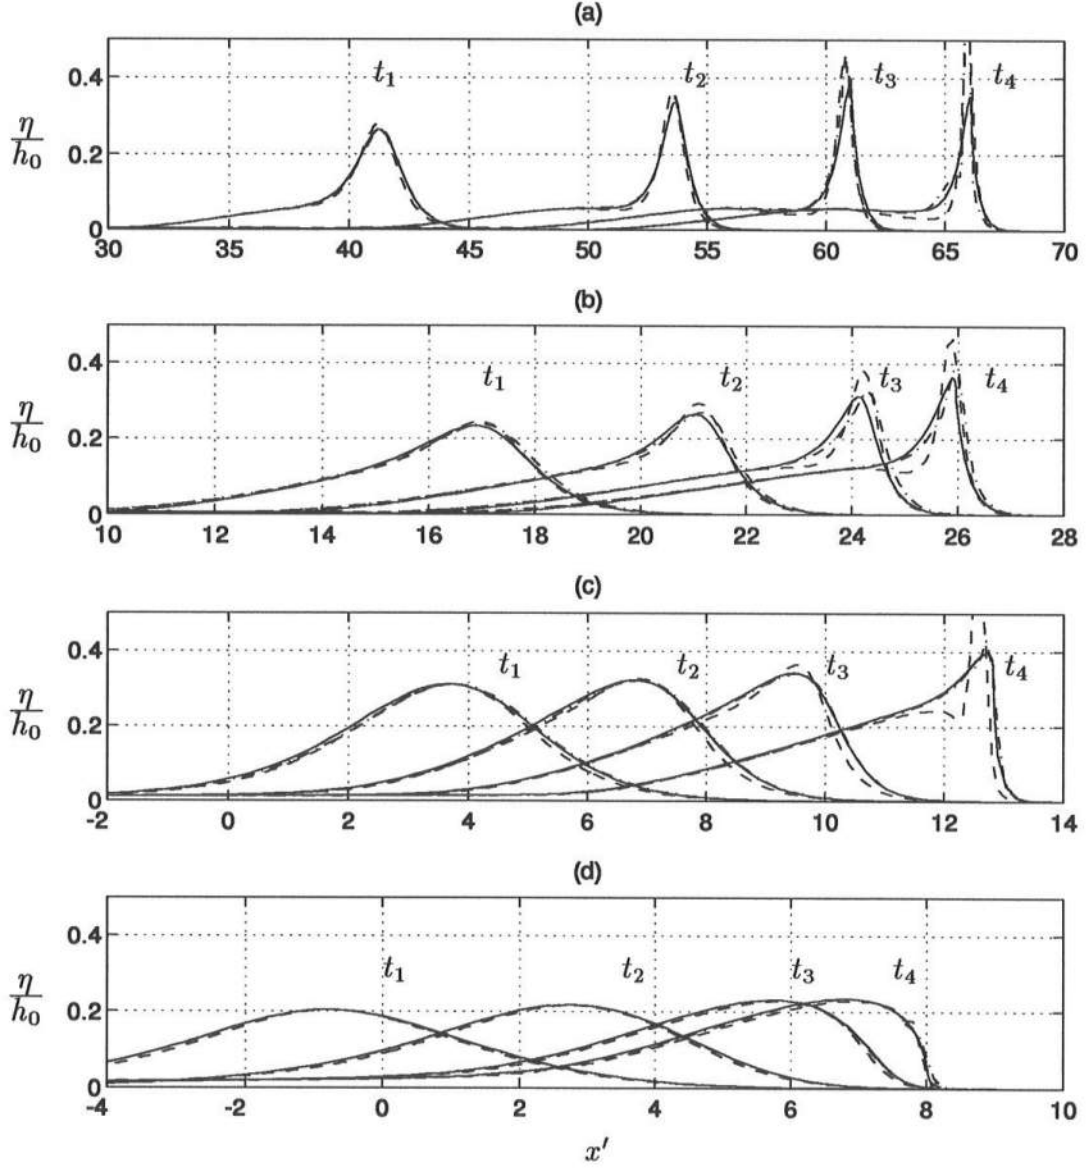 (a)
t₁ t₂ t₃ t₄
η/h₀
0.4
0.2
0
30 35 40 45 50 55 60 65 70
(b)
t₁ t₂ t₃ t₄
η/h₀
0.4
0.2
0
10 12 14 16 18 20 22 24 26 28
(c)
t₁ t₂ t₃ t₄
η/h₀
0.4
0.2
0
-2 0 2 4 6 8 10 12 14
(d)
t₁ t₂ t₃ t₄
η/h₀
0.4
0.2
0
-4 -2 0 2 4 6 8 10
x′